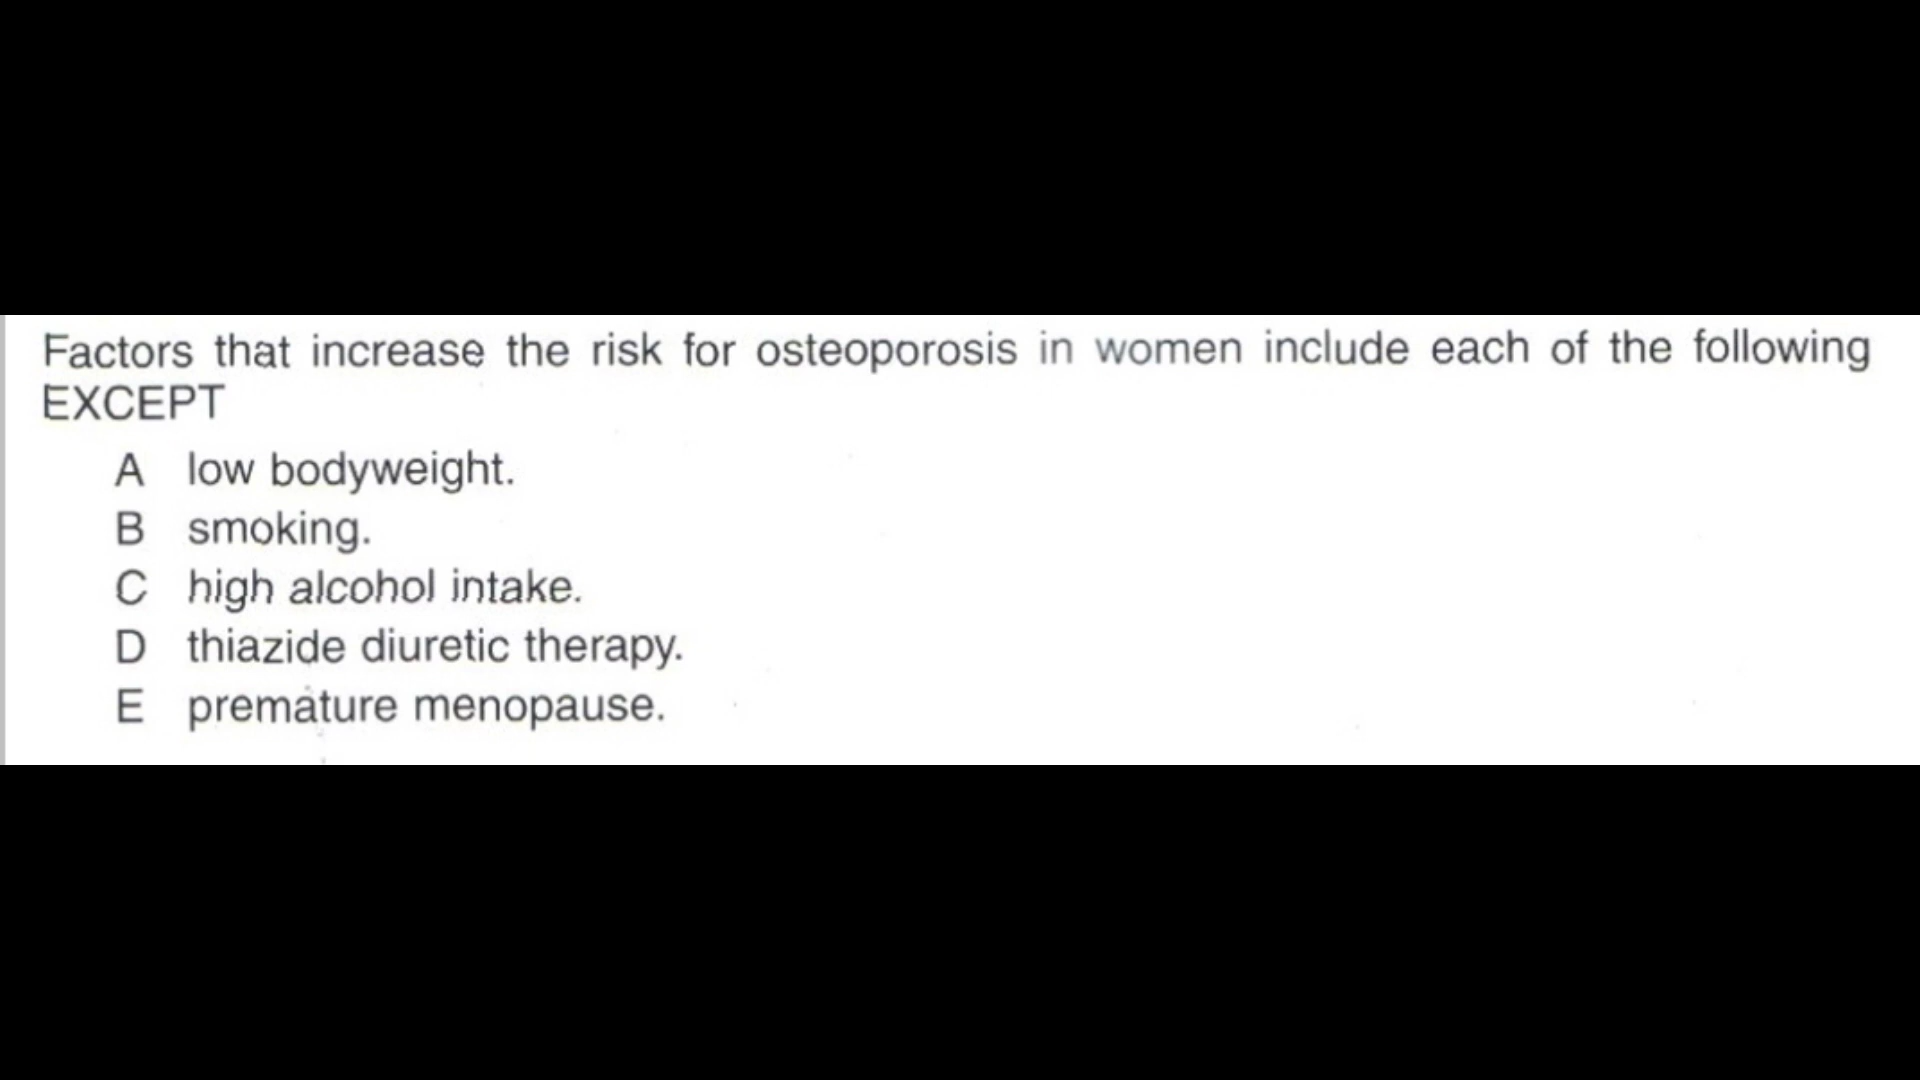 Factors that increase the risk for osteoporosis in women include each of the following
EXCEPT
A low bodyweight.
B smoking.
C high alcohol intake.
D thiazide diuretic therapy.
E premature menopause.